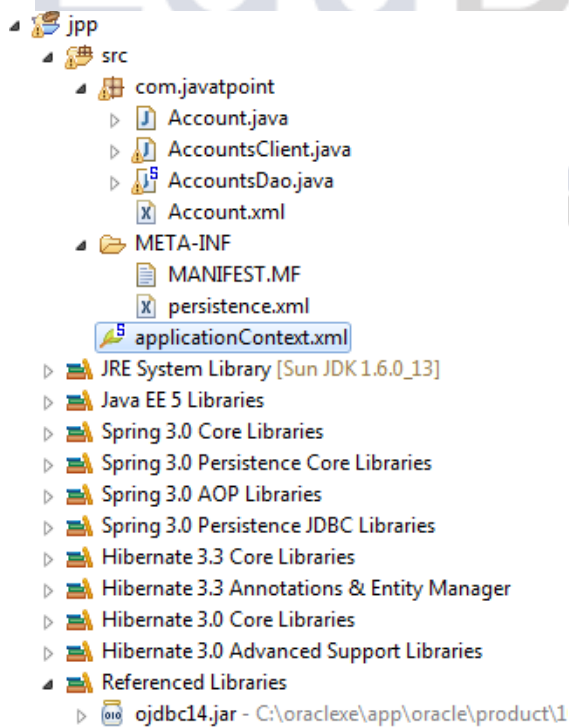 jpp
src
com.javatpoint
Account.java
AccountsClient.java
AccountsDao.java
Account.xml
META-INF
MANIFEST.MF
persistence.xml
applicationContext.xml
JRE System Library [Sun JDK 1.6.0_13]
Java EE 5 Libraries
Spring 3.0 Core Libraries
Spring 3.0 Persistence Core Libraries
Spring 3.0 AOP Libraries
Spring 3.0 Persistence JDBC Libraries
Hibernate 3.3 Core Libraries
Hibernate 3.3 Annotations & Entity Manager
Hibernate 3.0 Core Libraries
Hibernate 3.0 Advanced Support Libraries
Referenced Libraries
ojdbc14.jar - C:\oraclexe\app\oracle\product\1